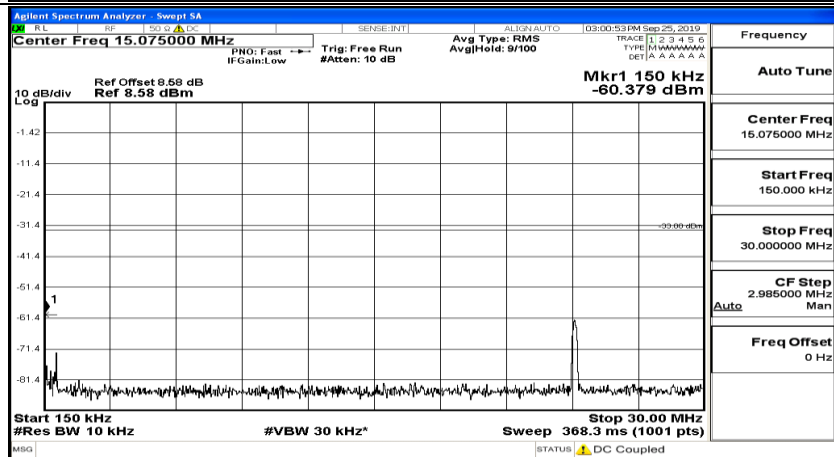 Agilent Spectrum Analyzer - Swept SA
LXI RL RF 50 Ω DC SENSE:INT ALIGN AUTO 03:00:53 PM Sep 25, 2019
Center Freq 15.075000 MHz
PNO: Fast
IFGain:Low
Trig: Free Run
#Atten: 10 dB
Avg Type: RMS
Avg|Hold: 9/100
TRACE 1 2 3 4 5 6
TYPE M WWWWW
DET A A A A A A
Ref Offset 8.58 dB
10 dB/div Ref 8.58 dBm
Log
Mkr1 150 kHz
-60.379 dBm
-1.42
-11.4
-21.4
-31.4
-33.00 dBm
-41.4
-51.4
1
-61.4
-71.4
-81.4
Start 150 kHz
Stop 30.00 MHz
#Res BW 10 kHz #VBW 30 kHz* Sweep 368.3 ms (1001 pts)
MSG STATUS DC Coupled
Frequency
Auto Tune
Center Freq
15.075000 MHz
Start Freq
150.000 kHz
Stop Freq
30.000000 MHz
CF Step
2.985000 MHz
Auto Man
Freq Offset
0 Hz